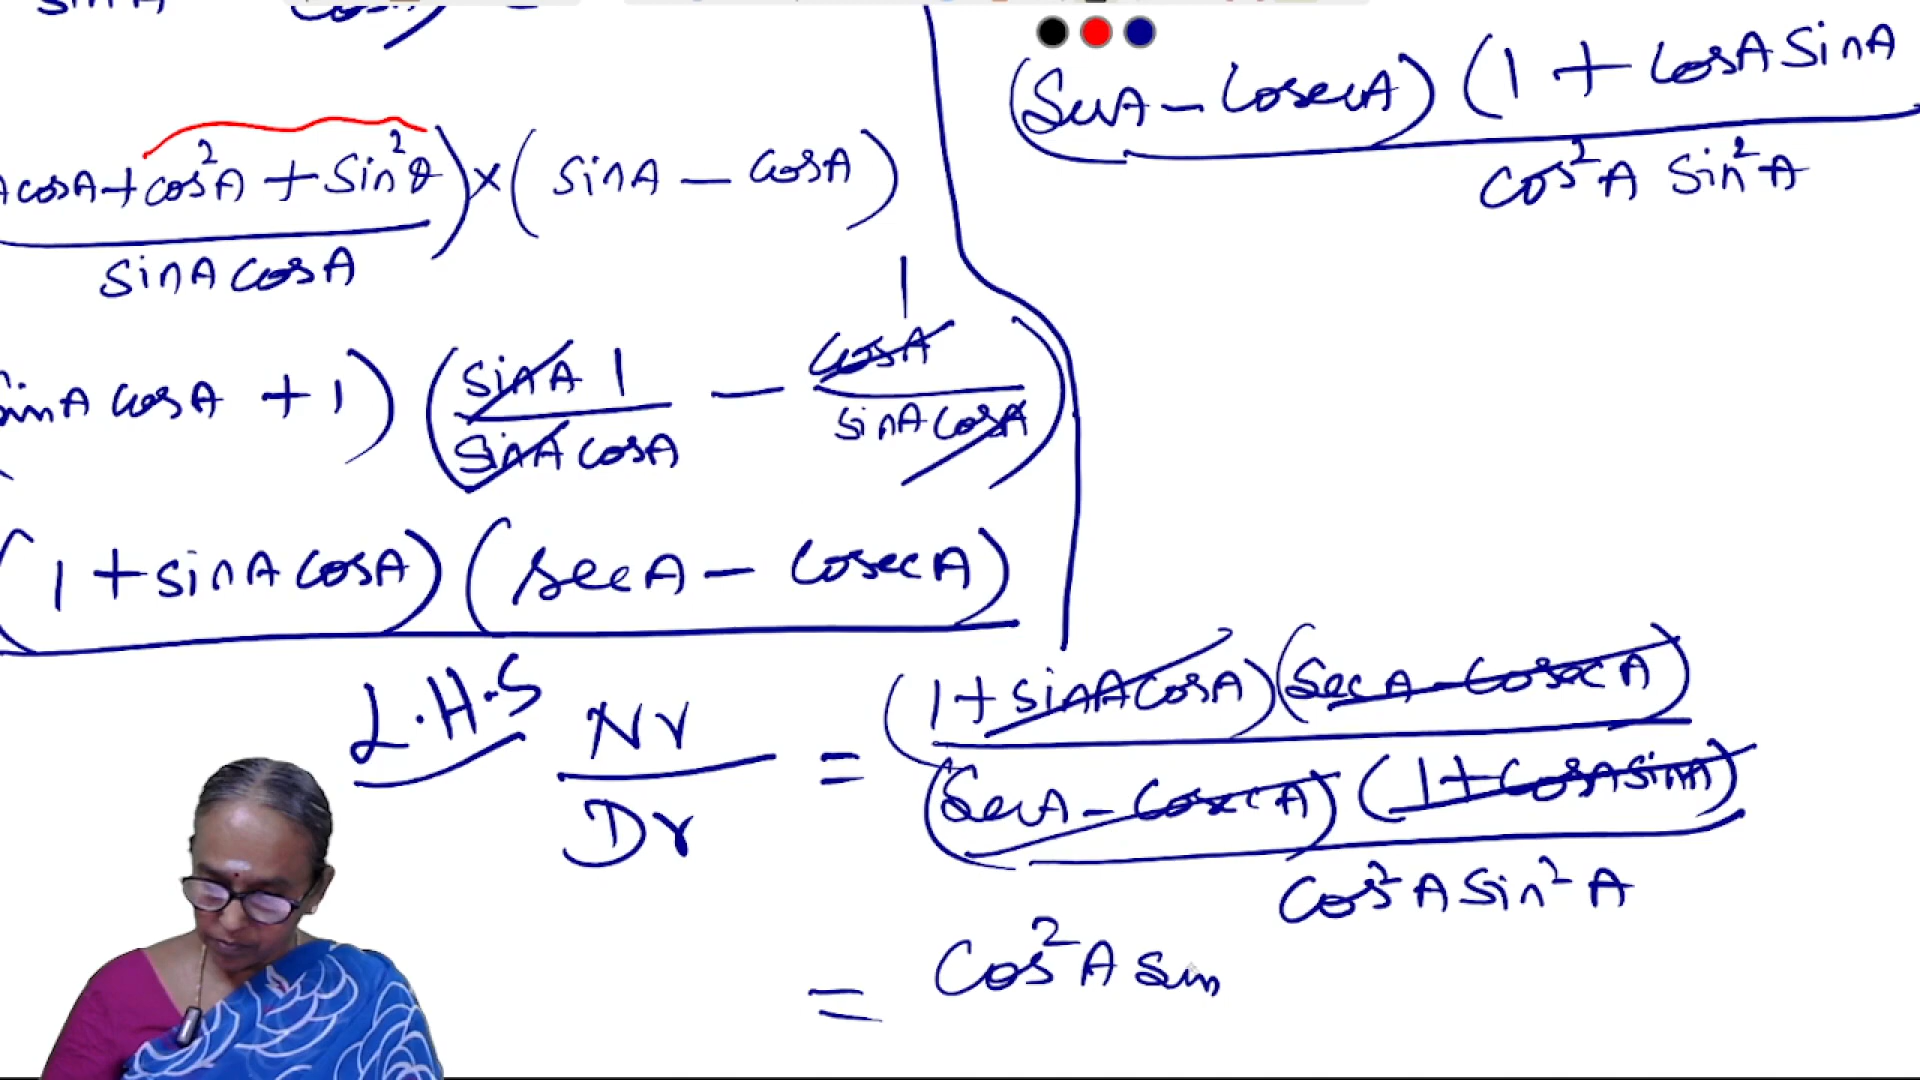 AcosA + cos²A + Sin²θ) × (sinA − cosA)
sinA cosA
1
sinA cosA + 1) (sinA 1 − cosA
sinA cosA sinA cosA)
(1 + sinA cosA) (secA − cosecA)
(SecA − CosecA) (1 + CosA SinA
cos²A Sin²A
L.H.S Nr = (1 + sinA cosA)(SecA − CosecA)
Dr (SecA − CosecA) (1 + CosA sinA)
Cos²A Sin²A
= Cos²A Sin